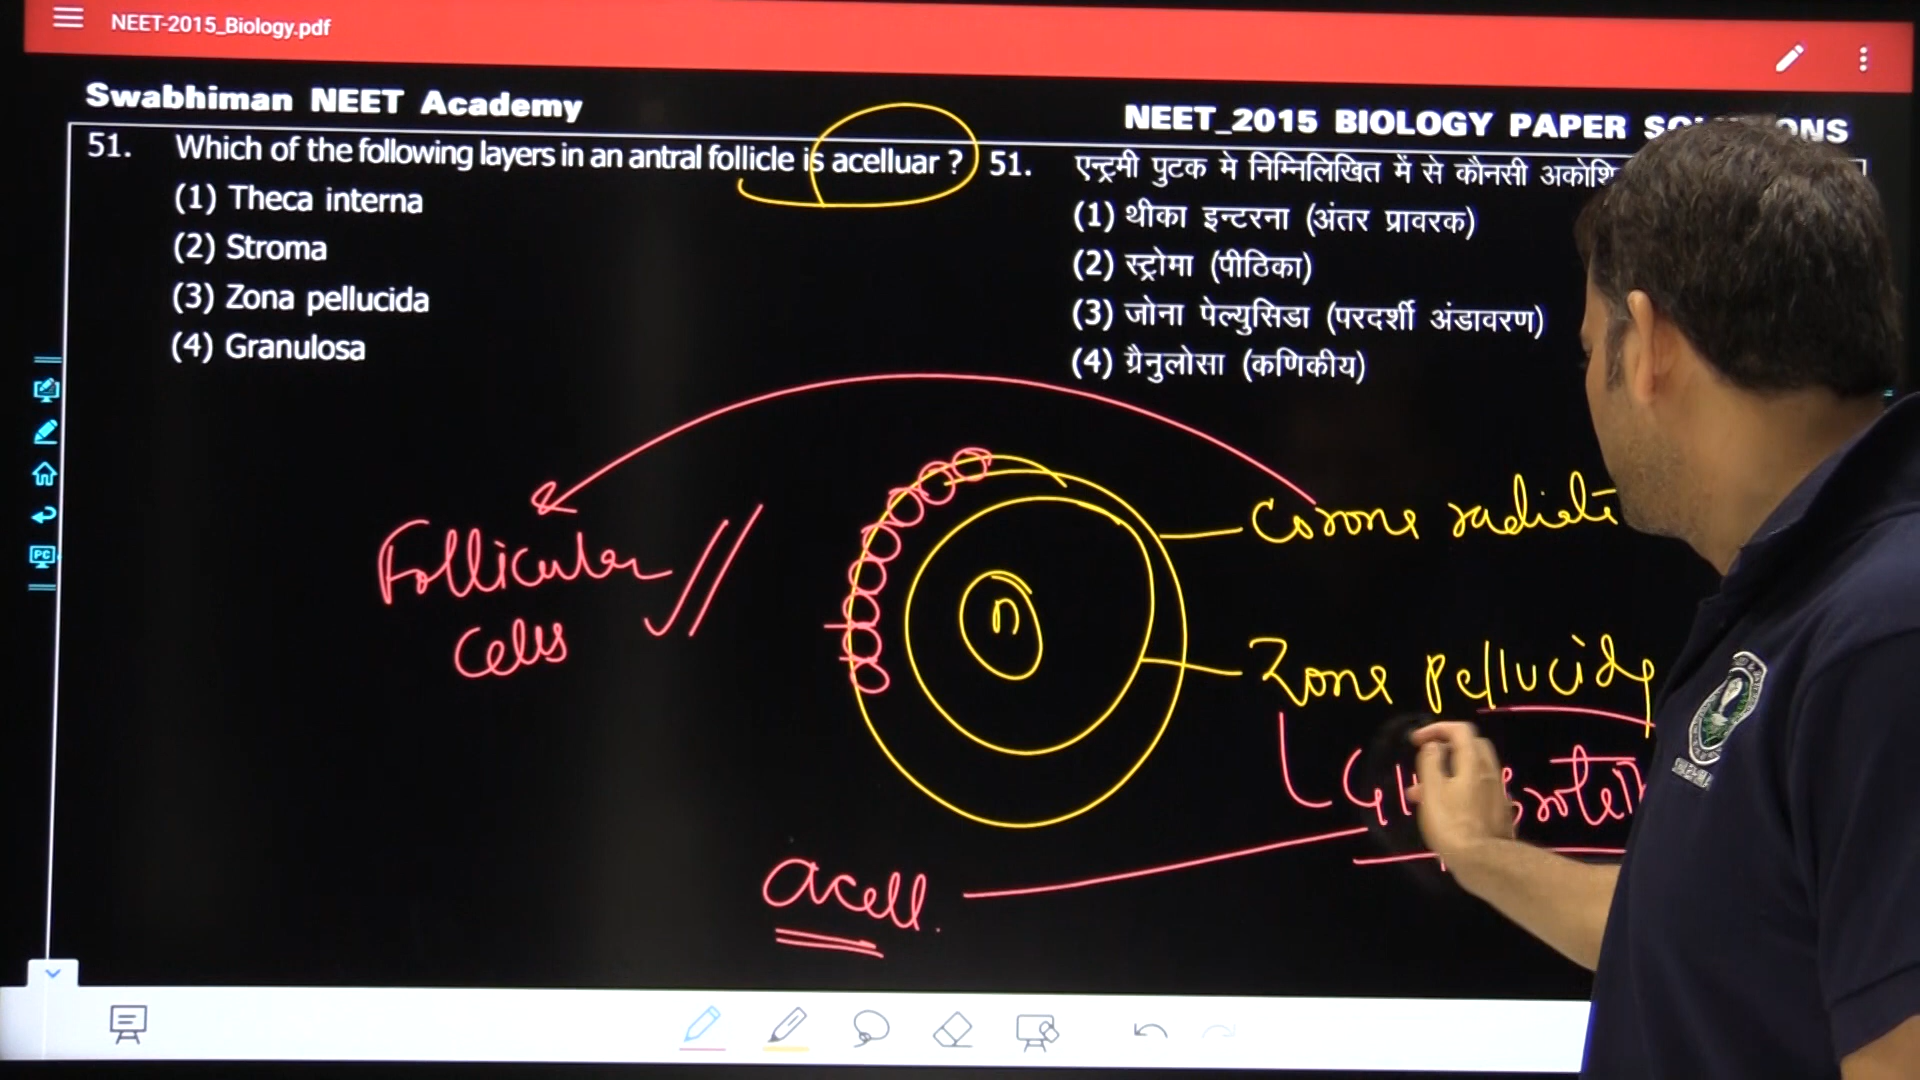 NEET-2015_Biology.pdf
Swabhiman NEET Academy
NEET_2015 BIOLOGY PAPER
51. Which of the following layers in an antral follicle is acelluar ?
(1) Theca interna
(2) Stroma
(3) Zona pellucida
(4) Granulosa
51. एन्ट्रमी पुटक मे निम्निलिखित में से कौनसी
(1) थीका इन्टरना (अंतर प्रावरक)
(2) स्ट्रोमा (पीठिका)
(3) जोना पेल्युसिडा (परदर्शी अंडावरण)
(4) ग्रैनुलोसा (कणिकीय)
Follicular
cells
n
Corona
Zona pellucida
acell.
PC